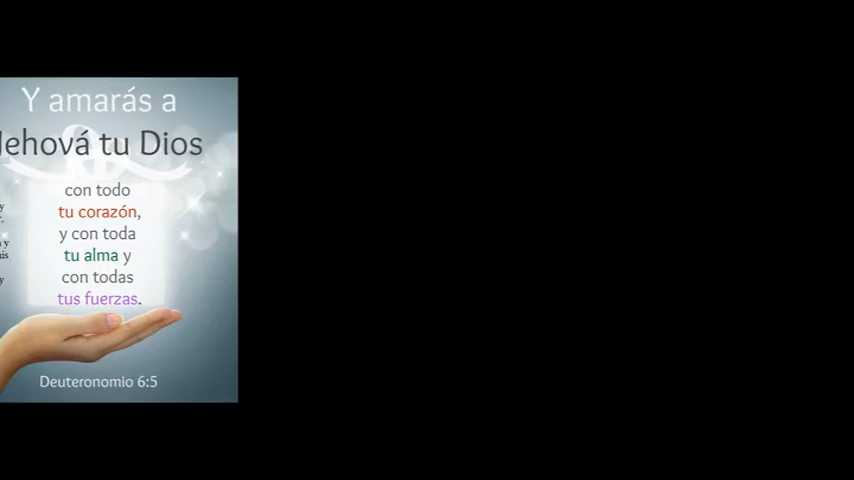 Y amarás a
Jehová tu Dios
con todo
tu corazón,
y con toda
tu alma y
con todas
tus fuerzas.
Deuteronomio 6:5
y
y
y